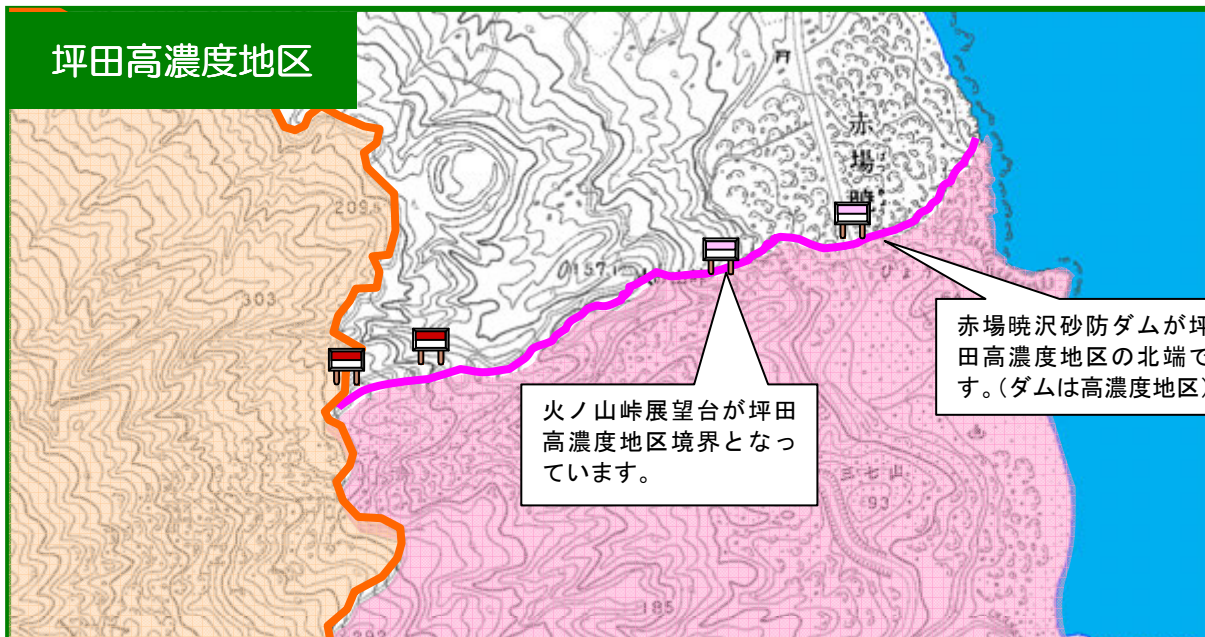 坪田高濃度地区
赤場暁
209
303
157.1
火ノ山峠展望台が坪田
高濃度地区境界となっ
ています。
赤場暁沢砂防ダムが坪
田高濃度地区の北端で
す。(ダムは高濃度地区)
三七山
93
185